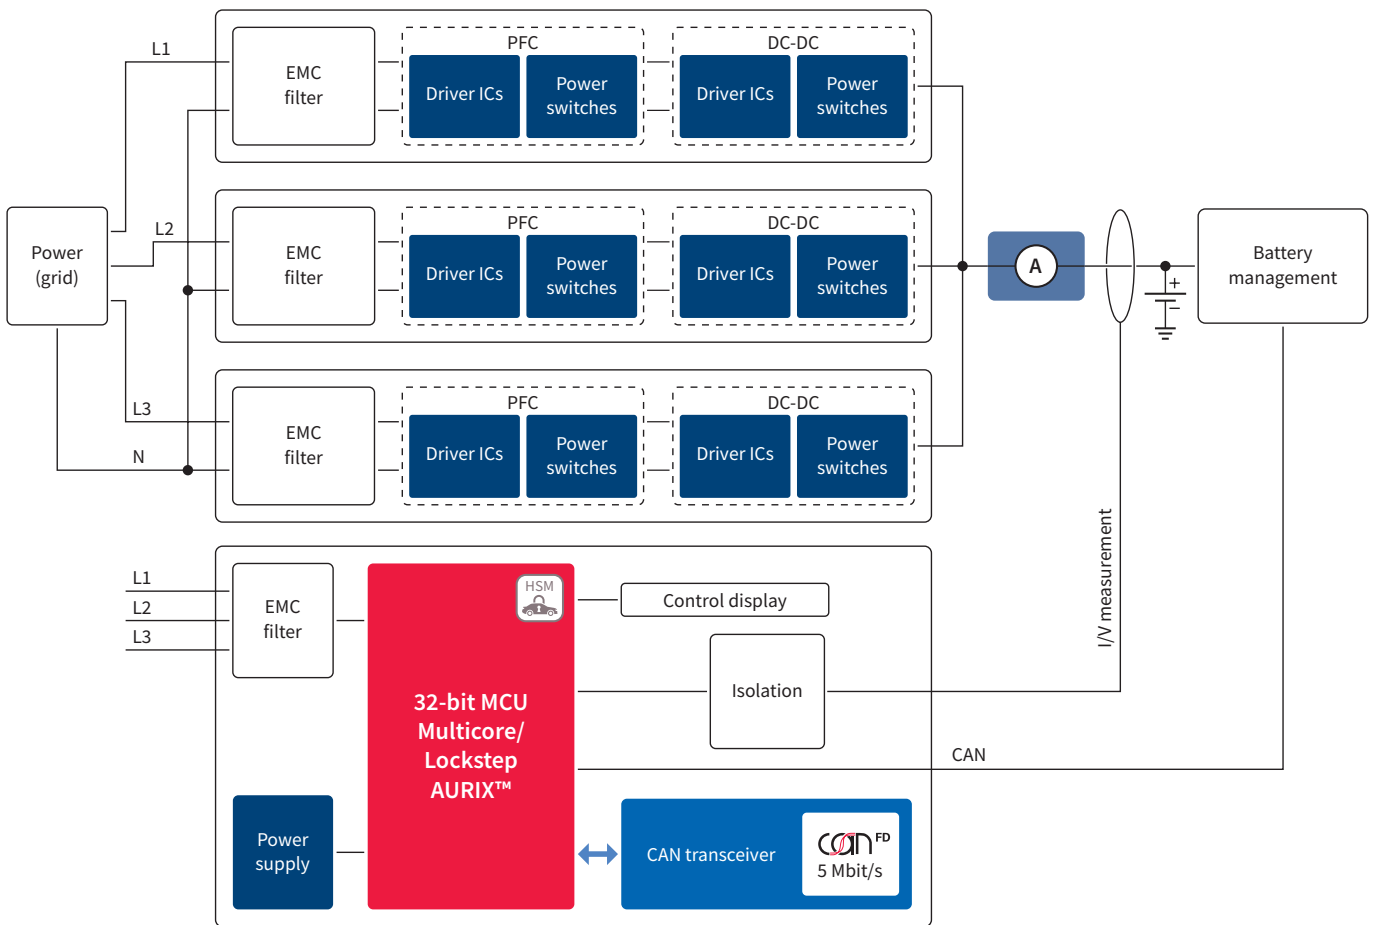 L1
EMC
filter
PFC
Driver ICs
Power
switches
DC-DC
Driver ICs
Power
switches
Power
(grid)
L2
EMC
filter
PFC
Driver ICs
Power
switches
DC-DC
Driver ICs
Power
switches
A
+
−
Battery
management
L3
N
EMC
filter
PFC
Driver ICs
Power
switches
DC-DC
Driver ICs
Power
switches
I/V measurement
L1
L2
L3
EMC
filter
HSM
Control display
Isolation
32-bit MCU
Multicore/
Lockstep
AURIX™
CAN
Power
supply
CAN transceiver
CAN FD
5 Mbit/s